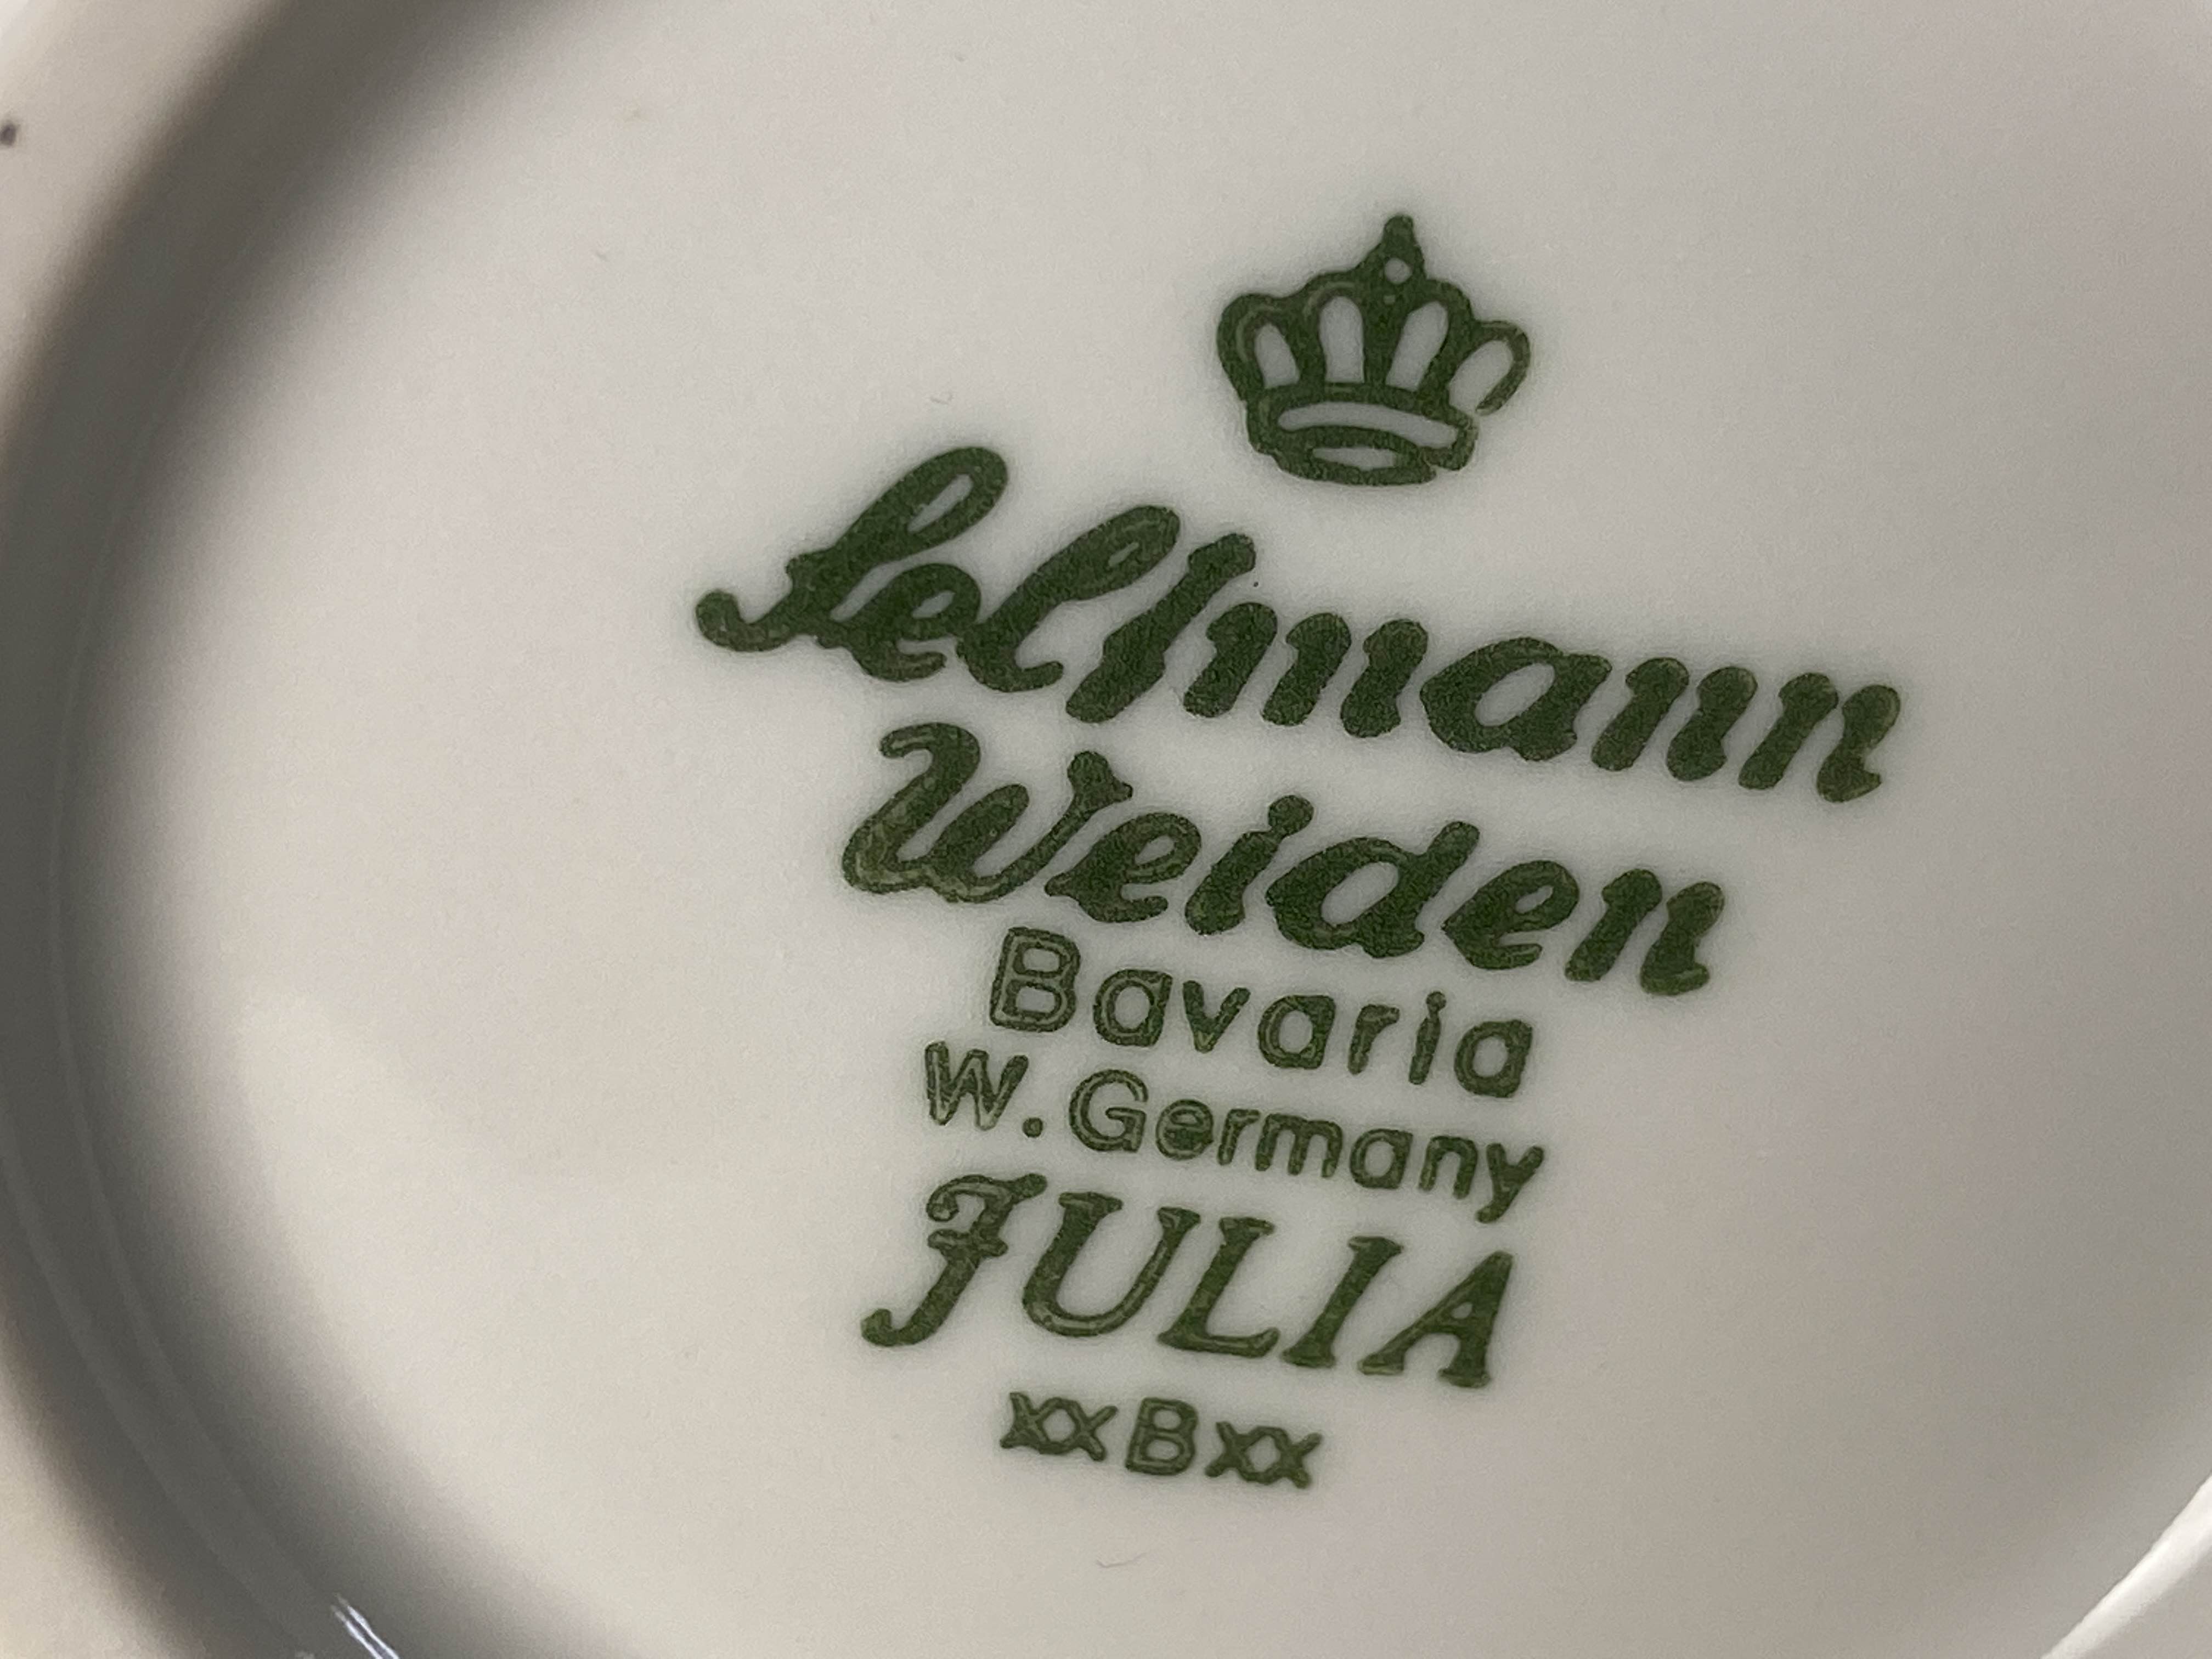 Seltmann
Weiden
Bavaria
W. Germany
JULIA
xxBxx